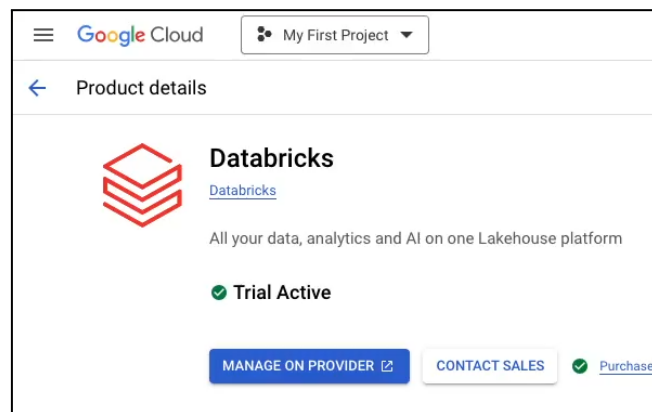 Google Cloud
My First Project
Product details
Databricks
Databricks
All your data, analytics and AI on one Lakehouse platform
Trial Active
MANAGE ON PROVIDER
CONTACT SALES
Purchase